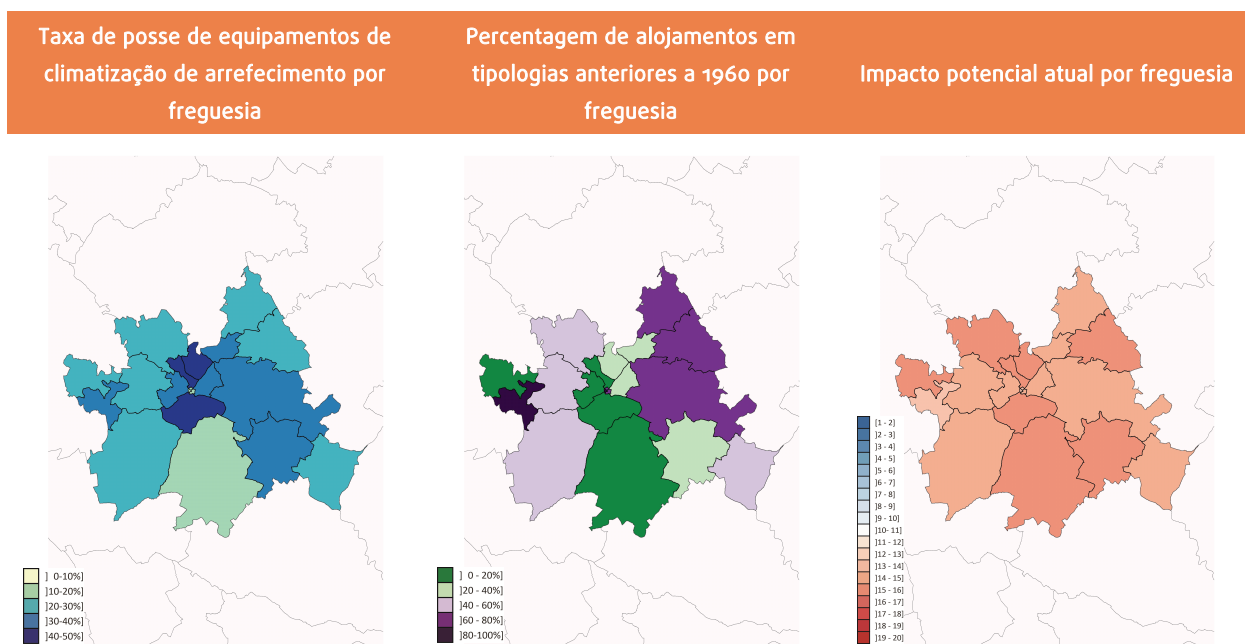 Taxa de posse de equipamentos de
climatização de arrefecimento por
freguesia
Percentagem de alojamentos em
tipologias anteriores a 1960 por
freguesia
Impacto potencial atual por freguesia
] 0-10%]
]10-20%]
]20-30%]
]30-40%]
]40-50%]
] 0 - 20%]
]20 - 40%]
]40 - 60%]
]60 - 80%]
]80-100%]
]1 - 2]
]2 - 3]
]3 - 4]
]4 - 5]
]5 - 6]
]6 - 7]
]7 - 8]
]8 - 9]
]9 - 10]
]10 - 11]
]11 - 12]
]12 - 13]
]13 - 14]
]14 - 15]
]15 - 16]
]16 - 17]
]17 - 18]
]18 - 19]
]19 - 20]